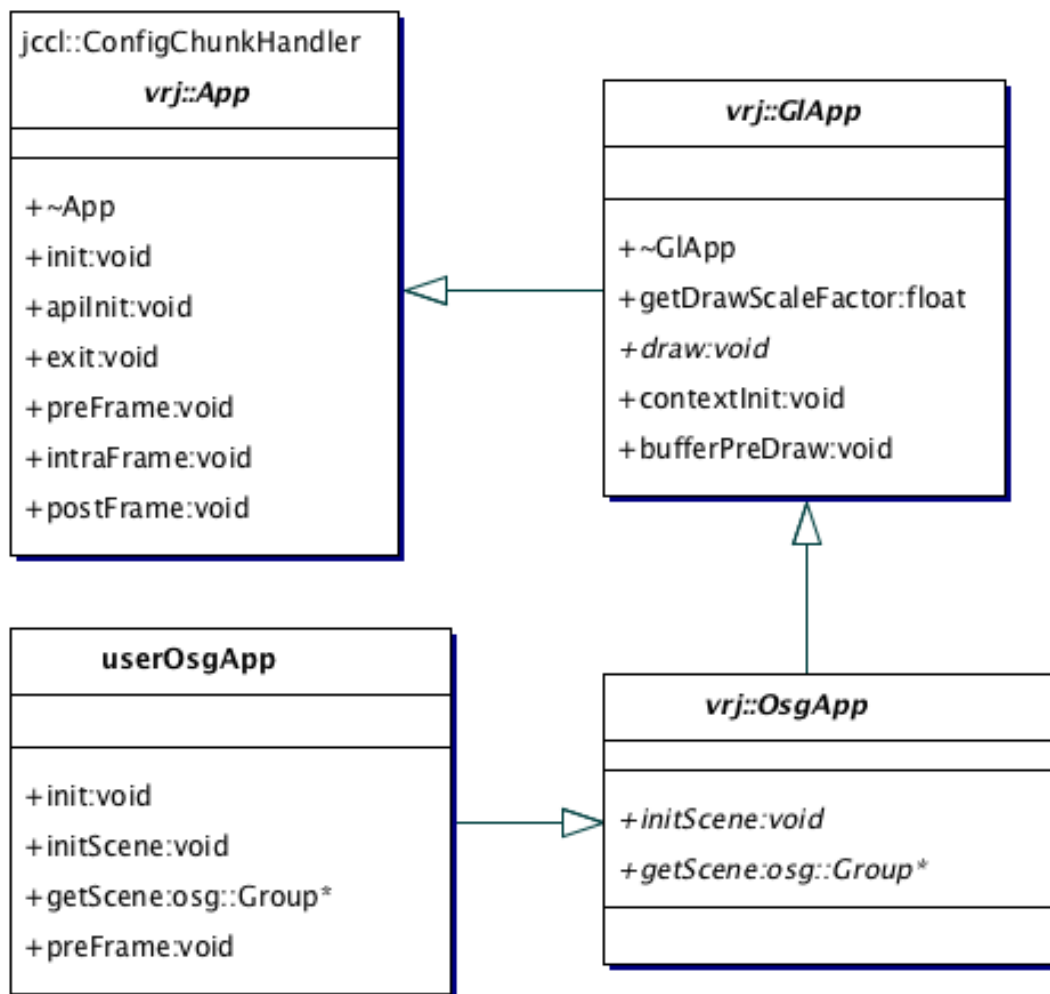 jccl::ConfigChunkHandler
vrj::App
+~App
+init:void
+apiInit:void
+exit:void
+preFrame:void
+intraFrame:void
+postFrame:void
vrj::GlApp
+~GlApp
+getDrawScaleFactor:float
+draw:void
+contextInit:void
+bufferPreDraw:void
userOsgApp
+init:void
+initScene:void
+getScene:osg::Group*
+preFrame:void
vrj::OsgApp
+initScene:void
+getScene:osg::Group*